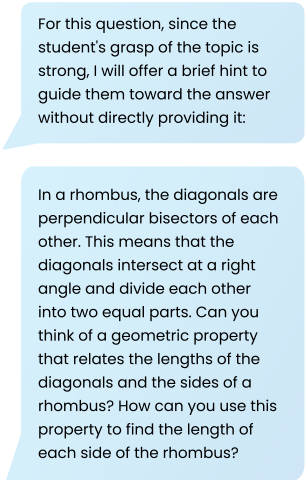 For this question, since the
student's grasp of the topic is
strong, I will offer a brief hint to
guide them toward the answer
without directly providing it:
In a rhombus, the diagonals are
perpendicular bisectors of each
other. This means that the
diagonals intersect at a right
angle and divide each other
into two equal parts. Can you
think of a geometric property
that relates the lengths of the
diagonals and the sides of a
rhombus? How can you use this
property to find the length of
each side of the rhombus?